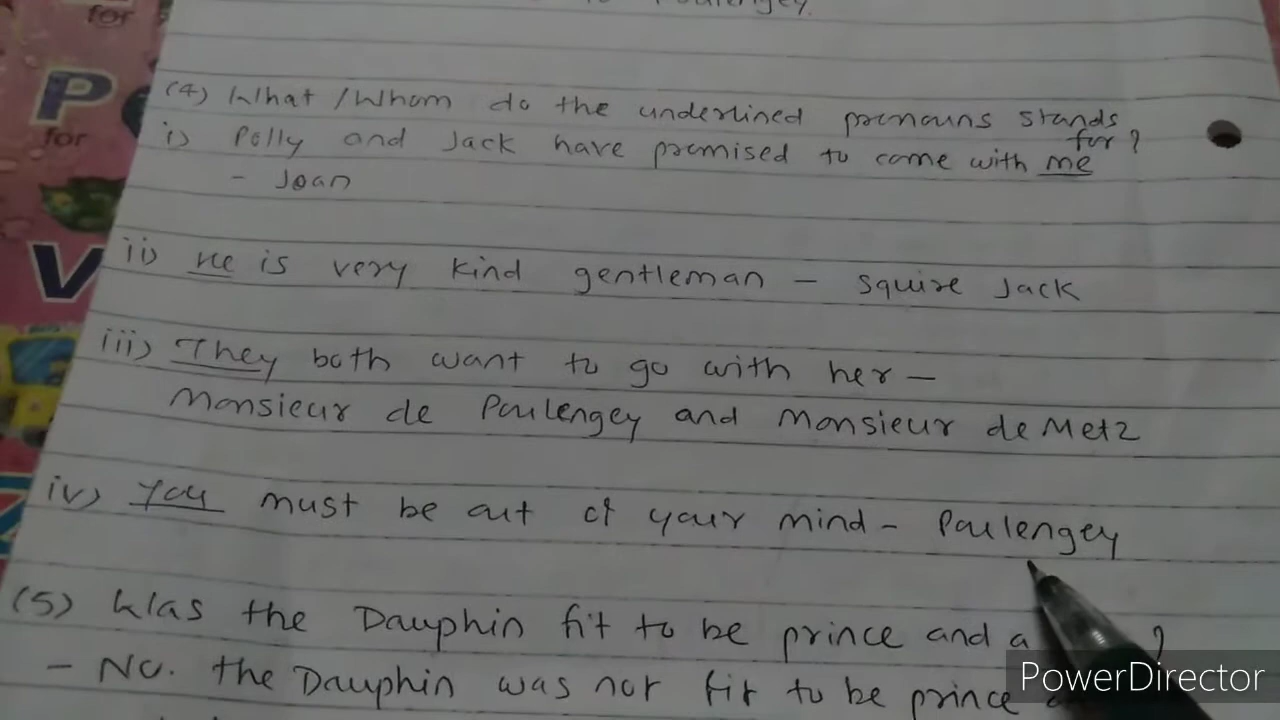 for
P
for
V
Poulengey.
(4) What / Whom do the underlined pronouns stands for?
i) Polly and Jack have promised to come with me
- Joan
ii) He is very kind gentleman - Squire Jack
iii) They both want to go with her -
Monsieur de Poulengey and Monsieur de Metz
iv) You must be out of your mind - Poulengey
(5) Was the Dauphin fit to be prince and a ?
- No. the Dauphin was not fit to be prince
PowerDirector